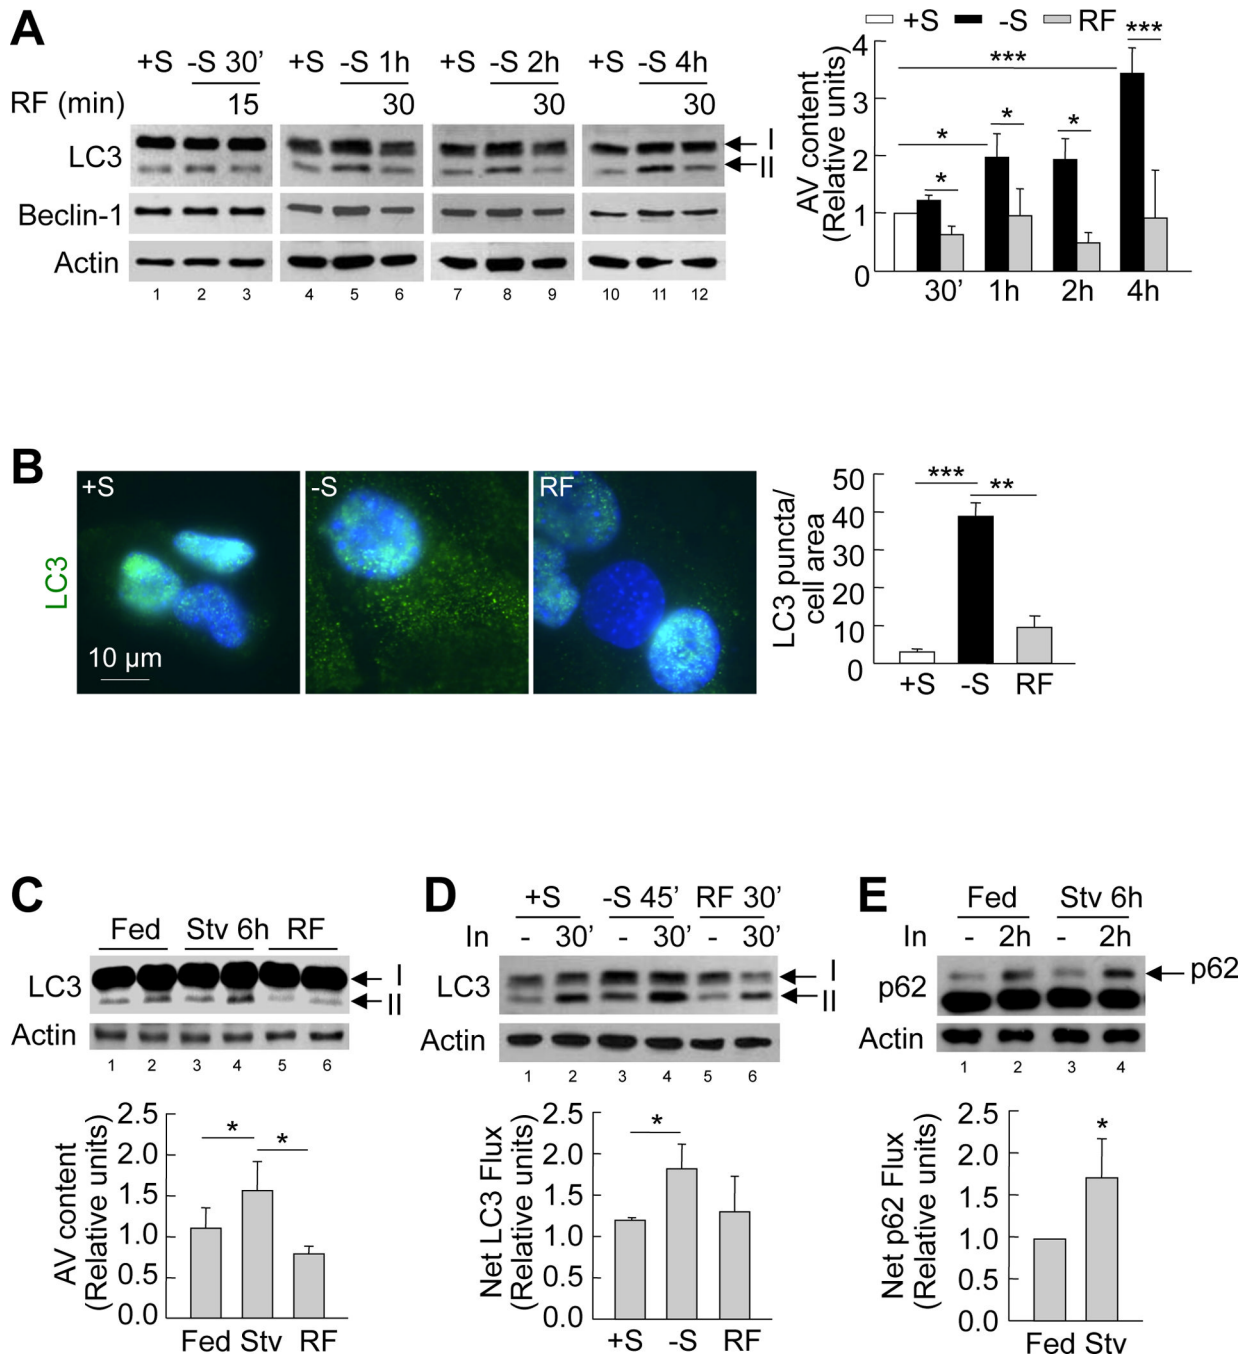 A
+S -S 30’ +S -S 1h +S -S 2h +S -S 4h
RF (min) 15 30 30 30
LC3
I
II
Beclin-1
Actin
1 2 3 4 5 6 7 8 9 10 11 12
+S -S RF
AV content
(Relative units)
4
3
2
1
0
***
***
*
*
*
*
30’ 1h 2h 4h
B
LC3
+S
-S
RF
10 µm
LC3 puncta/
cell area
50
40
30
20
10
0
*** **
+S -S RF
C
Fed Stv 6h RF
LC3
I
II
Actin
1 2 3 4 5 6
AV content
(Relative units)
2.5
2.0
1.5
1.0
0.5
0.0
* *
Fed Stv RF
D
+S -S 45’ RF 30’
In - 30’ - 30’ - 30’
LC3
I
II
Actin
1 2 3 4 5 6
Net LC3 Flux
(Relative units)
2.5
2.0
1.5
1.0
0.5
0.0
*
+S -S RF
E
Fed Stv 6h
In - 2h - 2h
p62
p62
Actin
1 2 3 4
Net p62 Flux
(Relative units)
2.5
2.0
1.5
1.0
0.5
0.0
*
Fed Stv